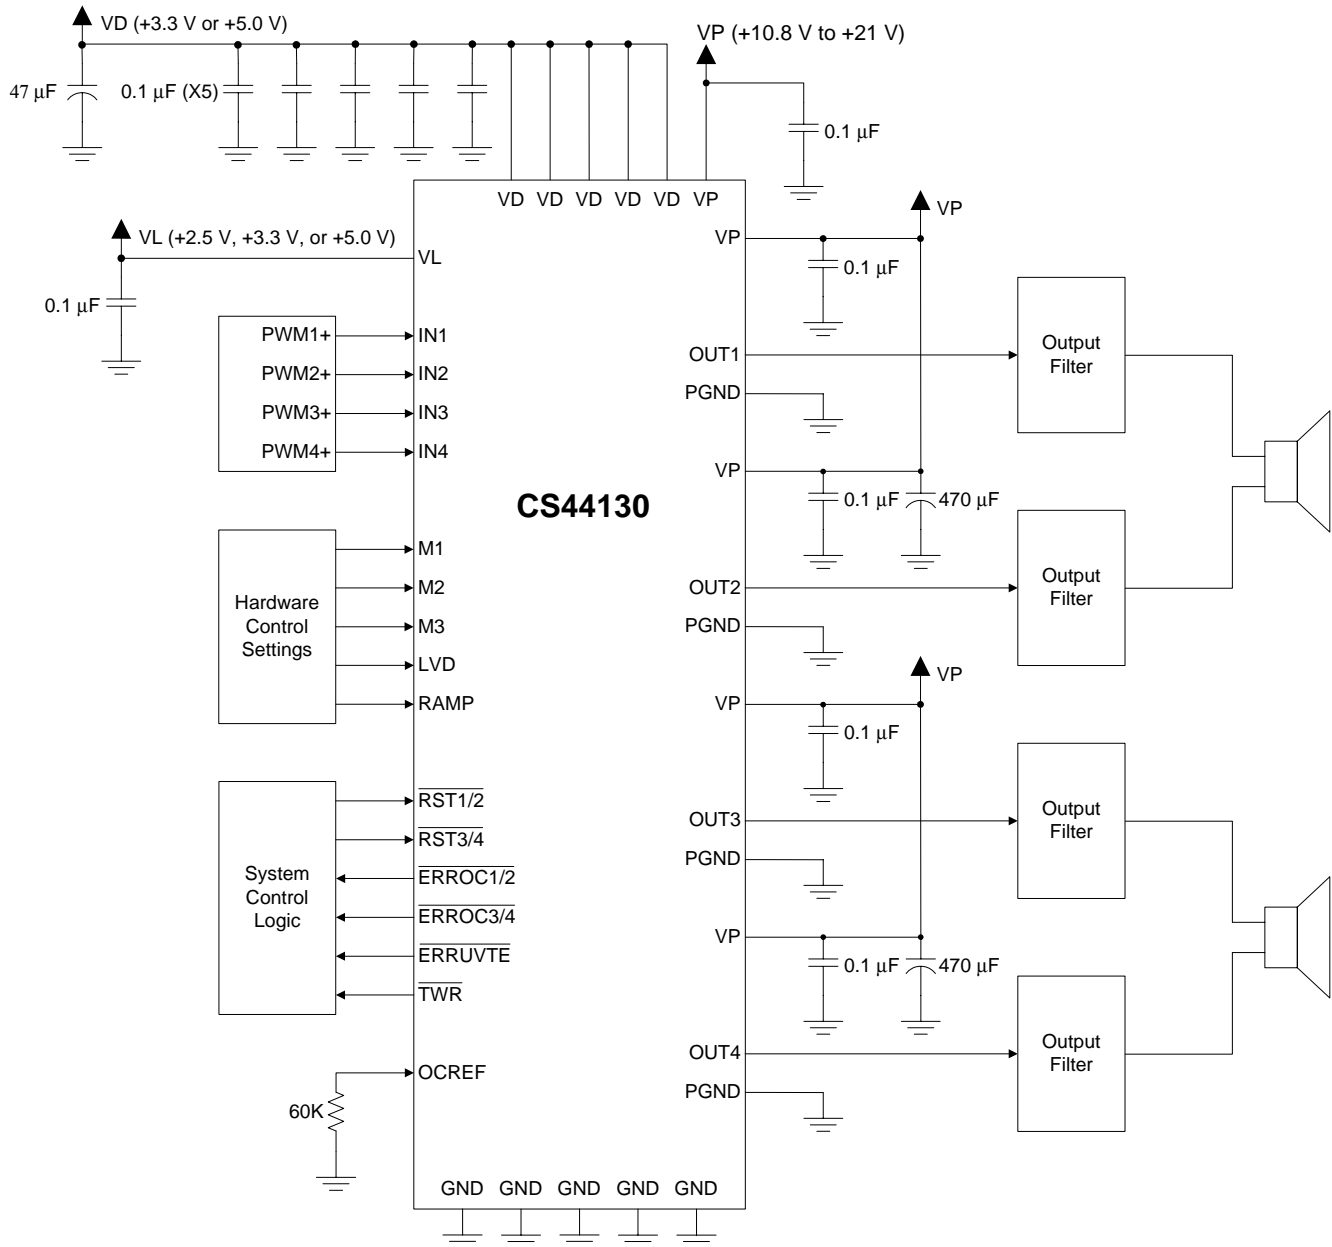 VD (+3.3 V or +5.0 V)
VP (+10.8 V to +21 V)
47 μF
0.1 μF (X5)
0.1 μF
VD VD VD VD VD VP
VP
VP
VL (+2.5 V, +3.3 V, or +5.0 V)
VL
0.1 μF
0.1 μF
PWM1+
IN1
PWM2+
IN2
PWM3+
IN3
PWM4+
IN4
OUT1
Output
Filter
PGND
VP
0.1 μF
470 μF
CS44130
Hardware
Control
Settings
M1
M2
M3
LVD
RAMP
OUT2
Output
Filter
PGND
VP
VP
0.1 μF
System
Control
Logic
RST1/2
RST3/4
ERROC1/2
ERROC3/4
ERRUVTE
TWR
OUT3
Output
Filter
PGND
VP
0.1 μF
470 μF
OUT4
Output
Filter
PGND
OCREF
60K
GND GND GND GND GND